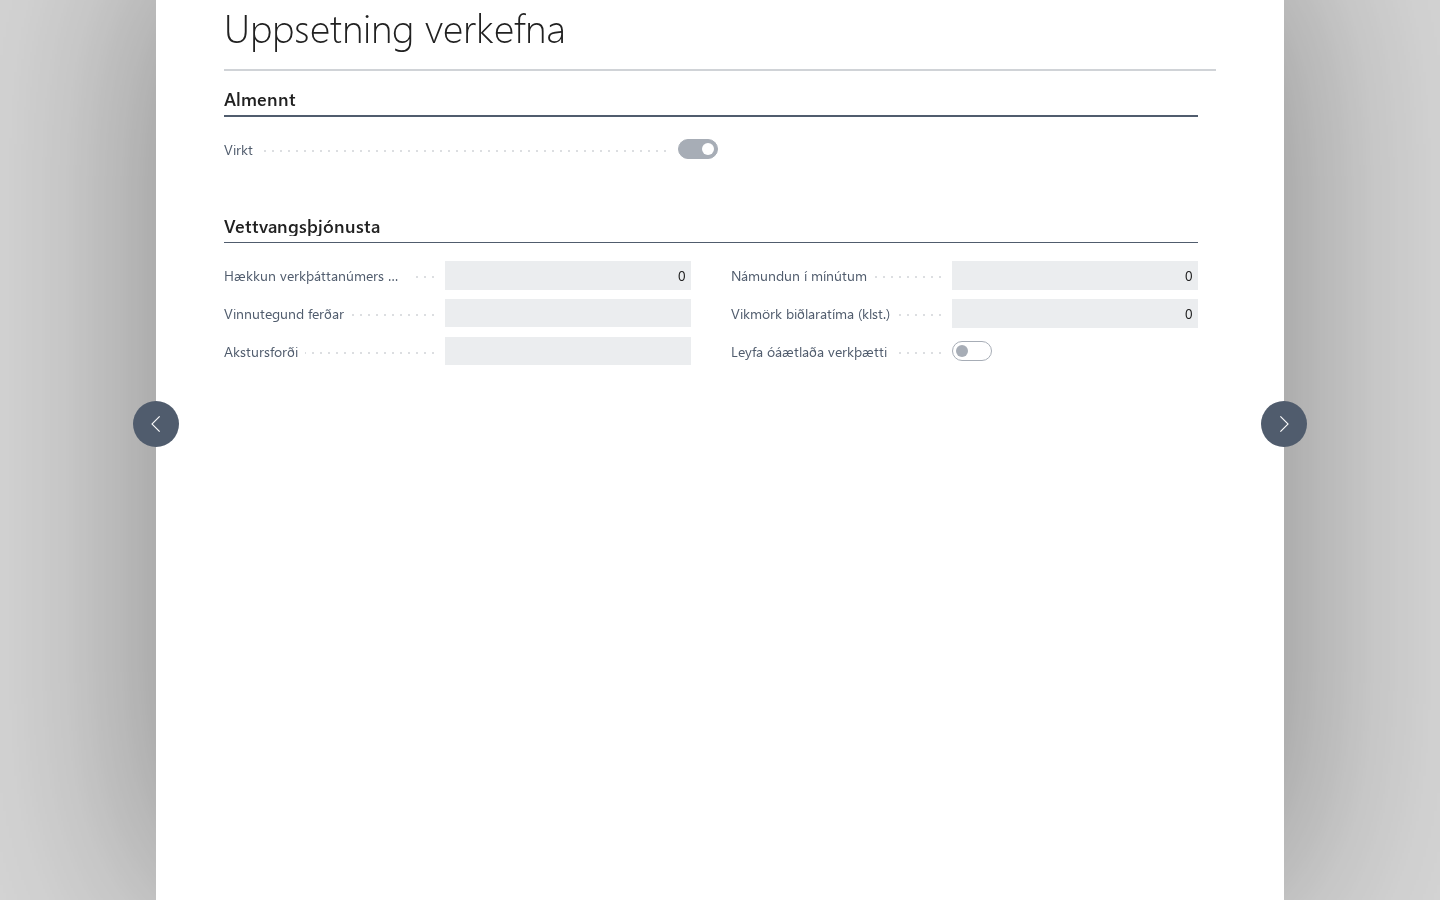 Uppsetning verkefna
Almennt
Virkt
Vettvangsþjónusta
Hækkun verkþáttanúmers ... 0
Námundun í mínútum 0
Vinnutegund ferðar
Vikmörk biðlaratíma (klst.) 0
Akstursforði
Leyfa óáætlaða verkþætti